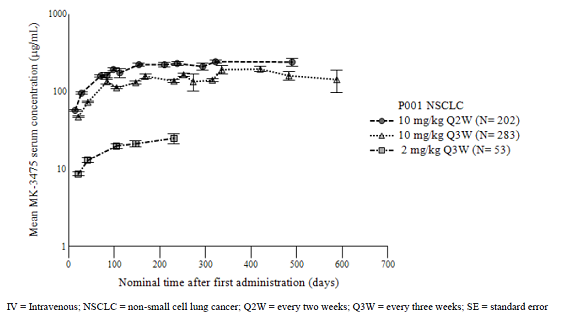 1000
100
10
1
Mean MK-3475 serum concentration (µg/mL)
0 100 200 300 400 500 600 700
Nominal time after first administration (days)
P001 NSCLC
10 mg/kg Q2W (N= 202)
10 mg/kg Q3W (N= 283)
2 mg/kg Q3W (N= 53)
IV = Intravenous; NSCLC = non-small cell lung cancer; Q2W = every two weeks; Q3W = every three weeks; SE = standard error